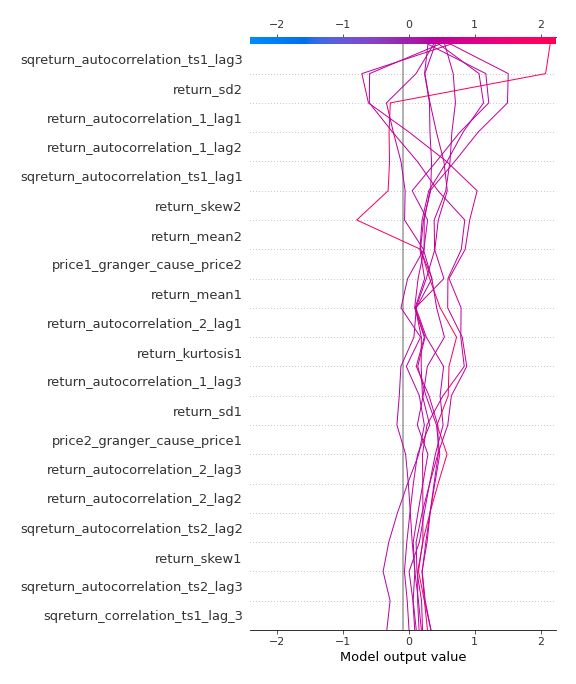 −2 −1 0 1 2
sqreturn_autocorrelation_ts1_lag3
return_sd2
return_autocorrelation_1_lag1
return_autocorrelation_1_lag2
sqreturn_autocorrelation_ts1_lag1
return_skew2
return_mean2
price1_granger_cause_price2
return_mean1
return_autocorrelation_2_lag1
return_kurtosis1
return_autocorrelation_1_lag3
return_sd1
price2_granger_cause_price1
return_autocorrelation_2_lag3
return_autocorrelation_2_lag2
sqreturn_autocorrelation_ts2_lag2
return_skew1
sqreturn_autocorrelation_ts2_lag3
sqreturn_correlation_ts1_lag_3
−2 −1 0 1 2
Model output value